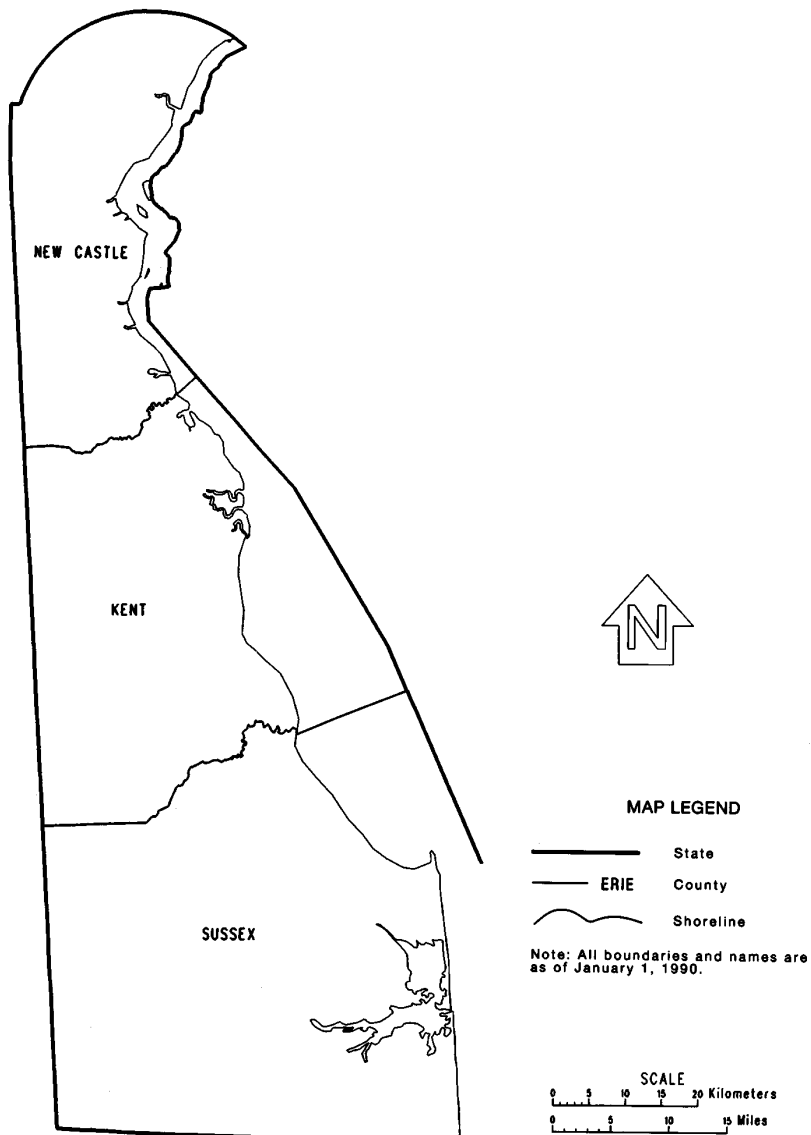 NEW CASTLE
KENT
N
SUSSEX
MAP LEGEND
State
ERIE County
Shoreline
Note: All boundaries and names are
as of January 1, 1990.
SCALE
0 5 10 15 20 Kilometers
0 5 10 15 Miles